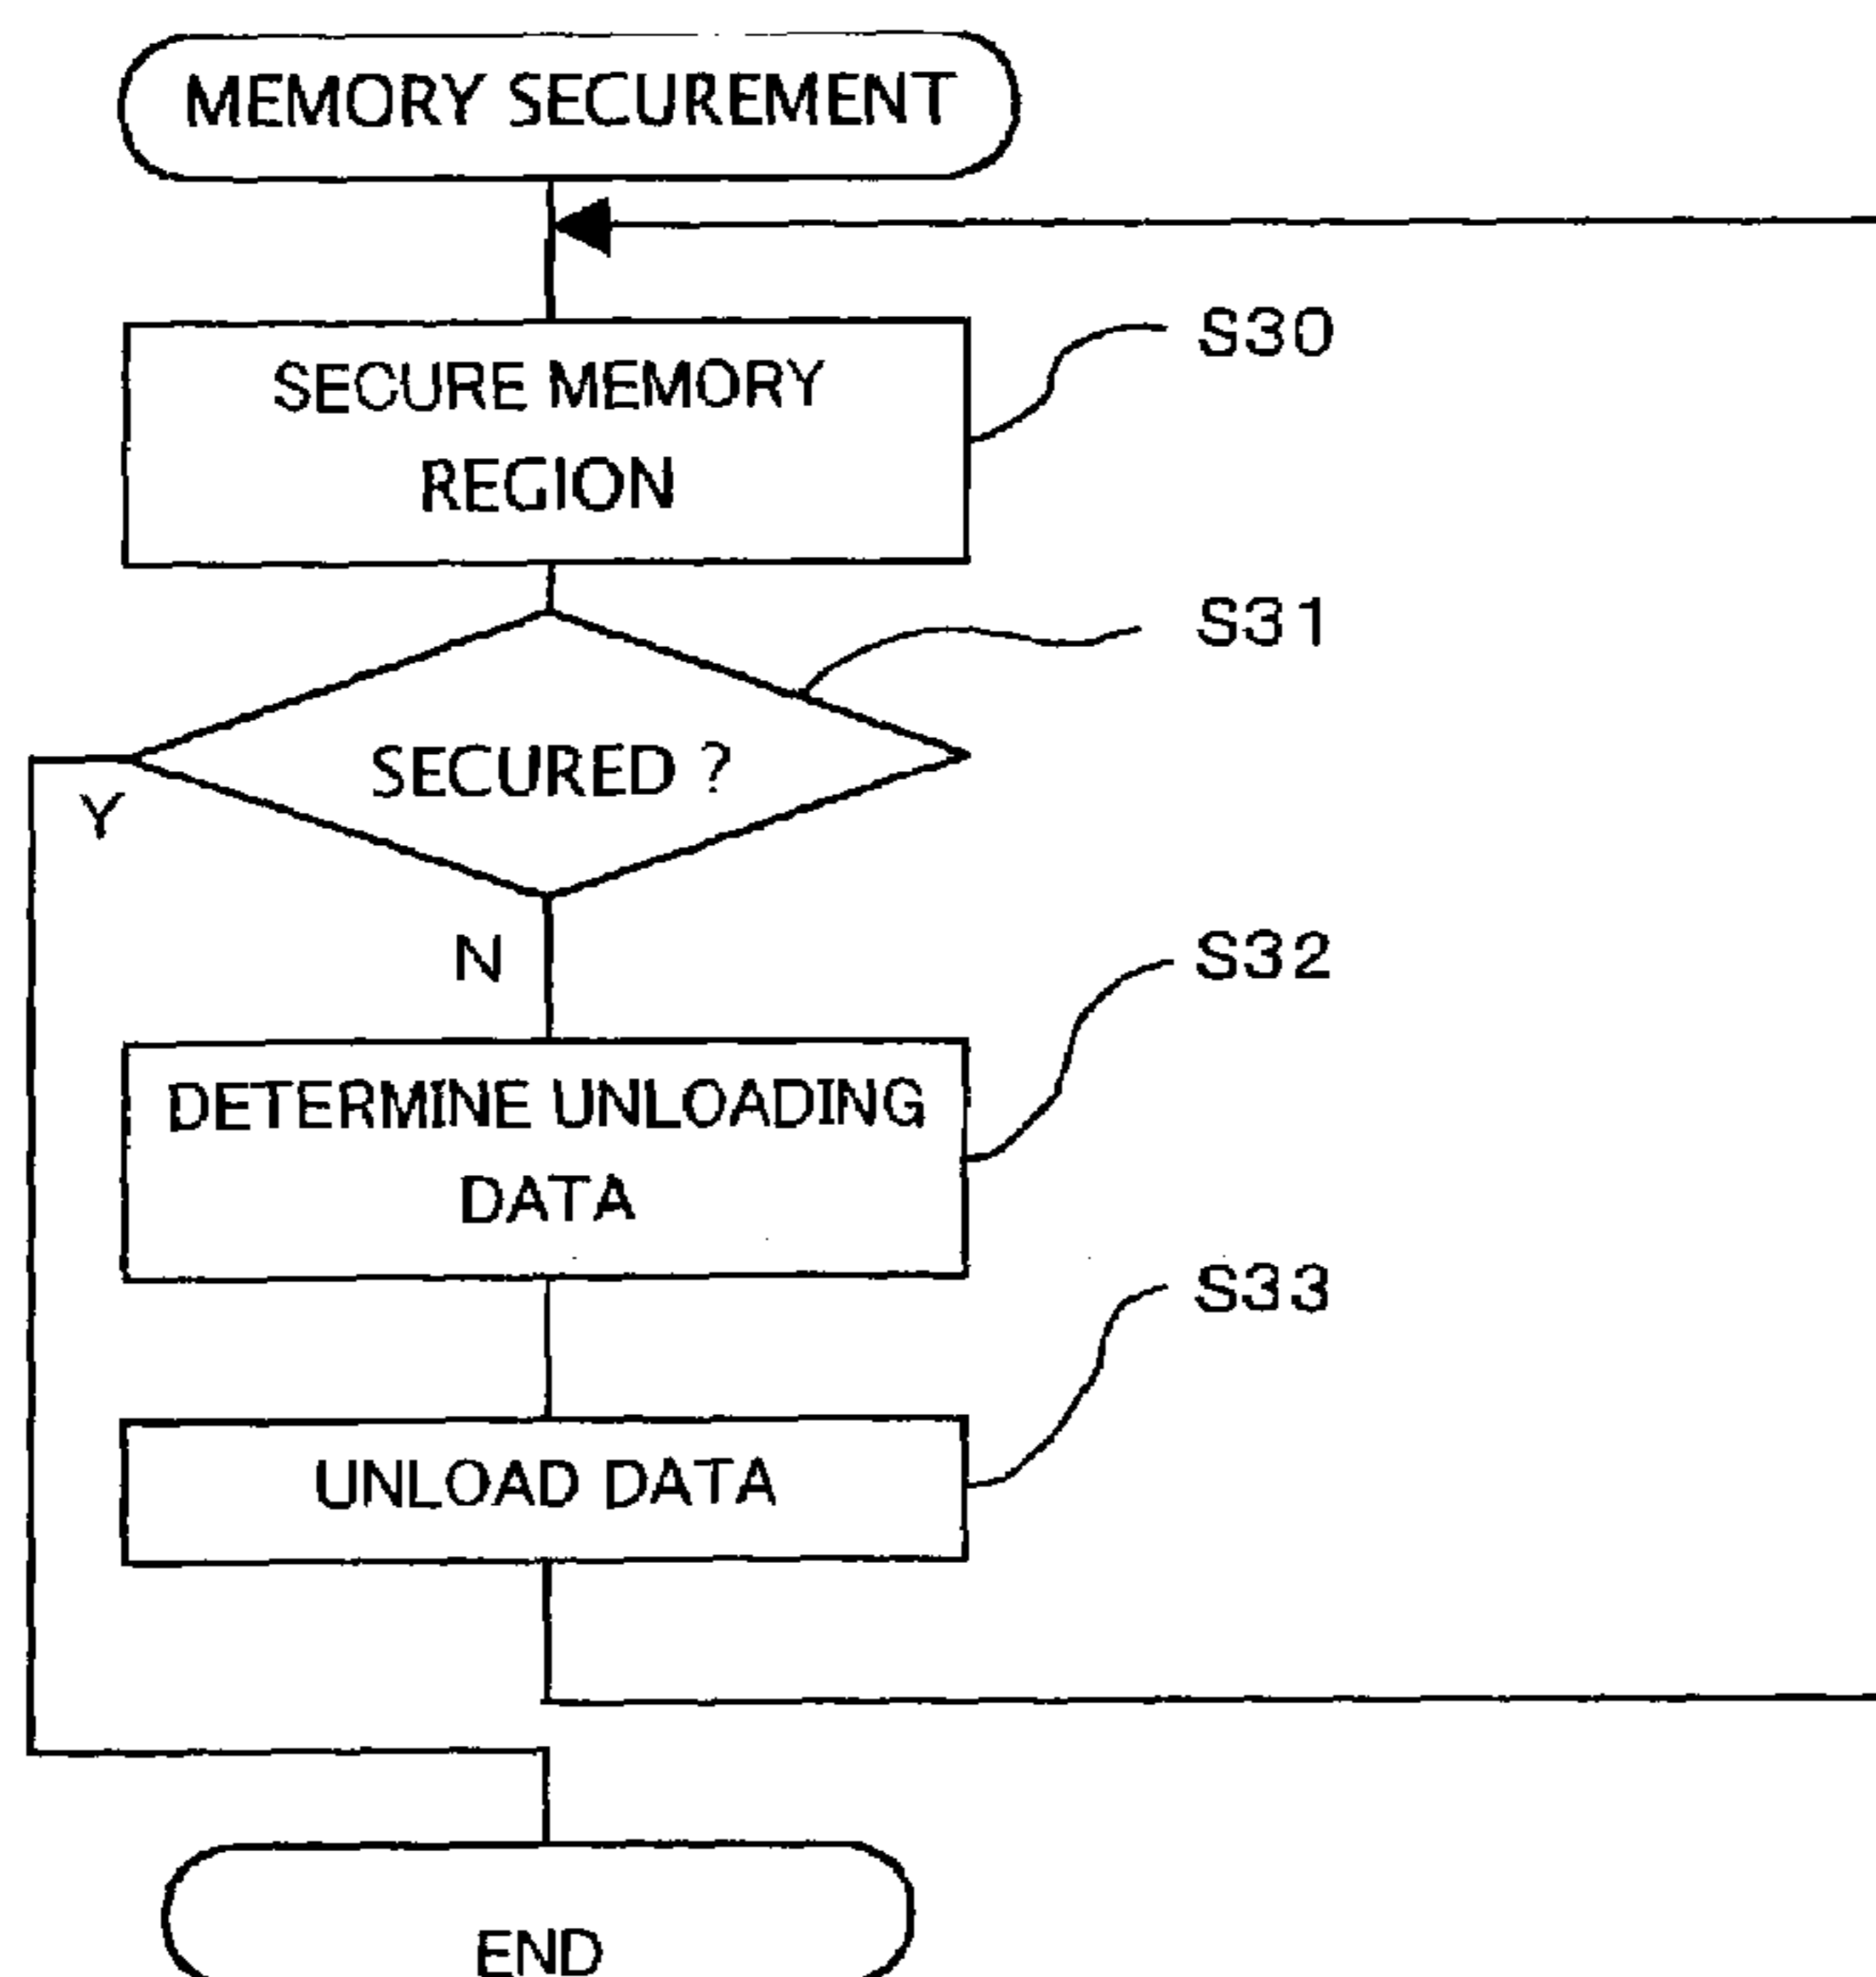 MEMORY SECUREMENT
SECURE MEMORY
REGION
S30
S31
SECURED ?
Y
N
S32
DETERMINE UNLOADING
DATA
S33
UNLOAD DATA
END